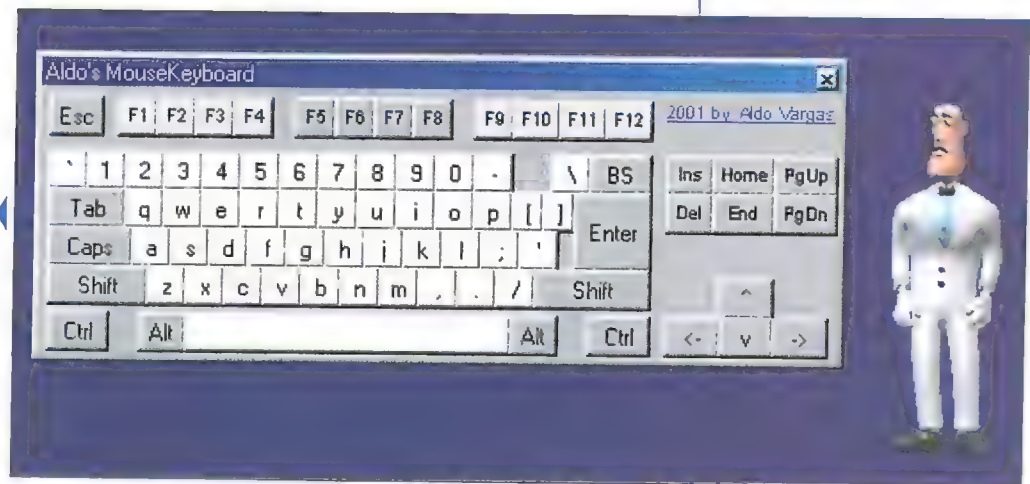 Aldo's MouseKeyboard x
Esc F1 F2 F3 F4 F5 F6 F7 F8 F9 F10 F11 F12 2001 by Aldo Vargas
` 1 2 3 4 5 6 7 8 9 0 - \ BS Ins Home PgUp
Tab q w e r t y u i o p [ ] Enter Del End PgDn
Caps a s d f g h j k l ; '
Shift z x c v b n m , . / Shift ^
Ctrl Alt Alt Ctrl <- v ->